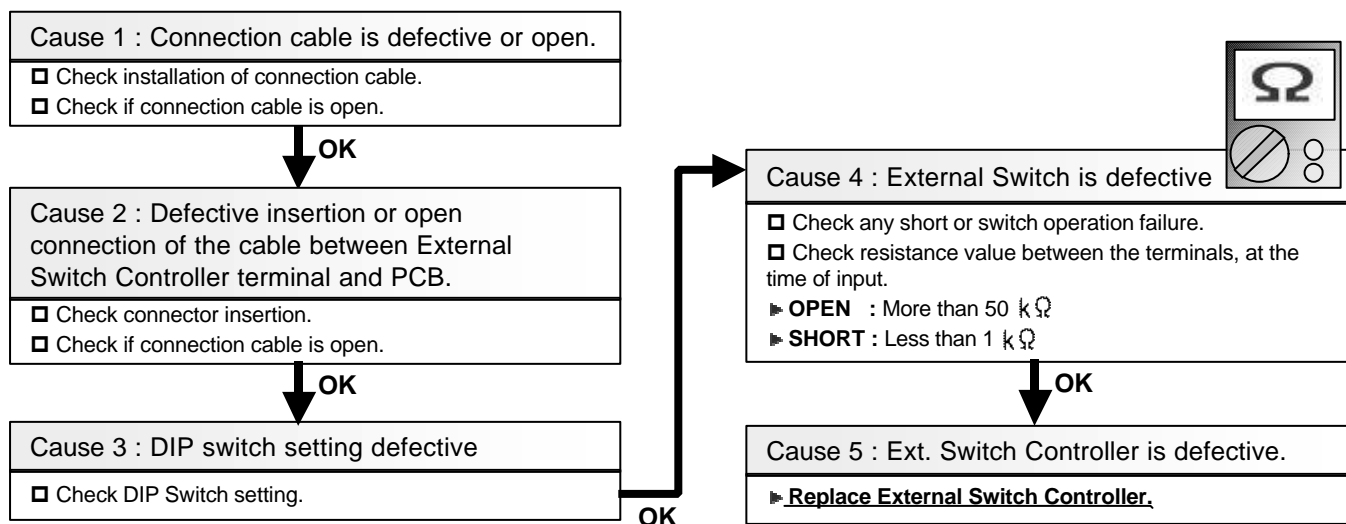 Cause 1 : Connection cable is defective or open.
Check installation of connection cable.
Check if connection cable is open.
OK
Cause 2 : Defective insertion or open
connection of the cable between External
Switch Controller terminal and PCB.
Check connector insertion.
Check if connection cable is open.
OK
Cause 3 : DIP switch setting defective
Check DIP Switch setting.
OK
Ω
Cause 4 : External Switch is defective
Check any short or switch operation failure.
Check resistance value between the terminals, at the
time of input.
OPEN : More than 50 kΩ
SHORT : Less than 1 kΩ
OK
Cause 5 : Ext. Switch Controller is defective.
Replace External Switch Controller.